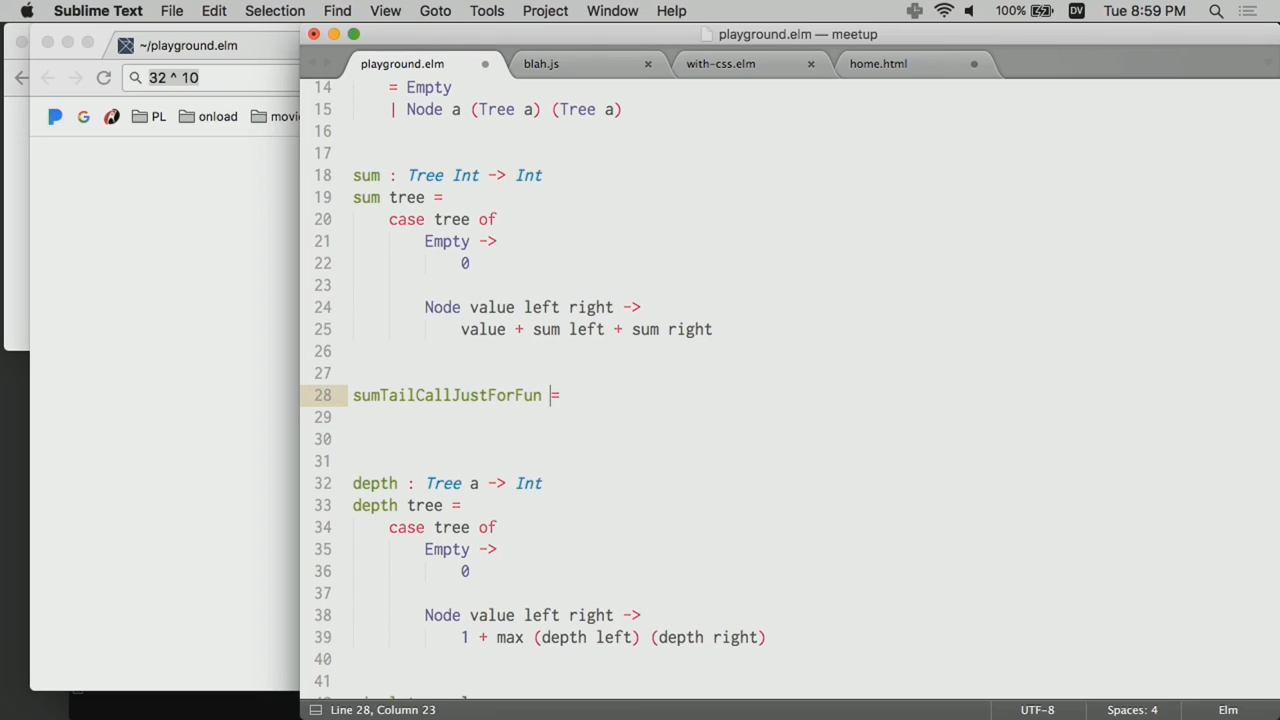 Sublime Text File Edit Selection Find View Goto Tools Project Window Help 100% DV Tue 8:59 PM
~/playground.elm
playground.elm — meetup
32 ^ 10
playground.elm blah.js with-css.elm home.html
PL onload movi
14 = Empty
15 | Node a (Tree a) (Tree a)
16
17
18 sum : Tree Int -> Int
19 sum tree =
20 case tree of
21 Empty ->
22 0
23
24 Node value left right ->
25 value + sum left + sum right
26
27
28 sumTailCallJustForFun =
29
30
31
32 depth : Tree a -> Int
33 depth tree =
34 case tree of
35 Empty ->
36 0
37
38 Node value left right ->
39 1 + max (depth left) (depth right)
40
41
Line 28, Column 23 UTF-8 Spaces: 4 Elm